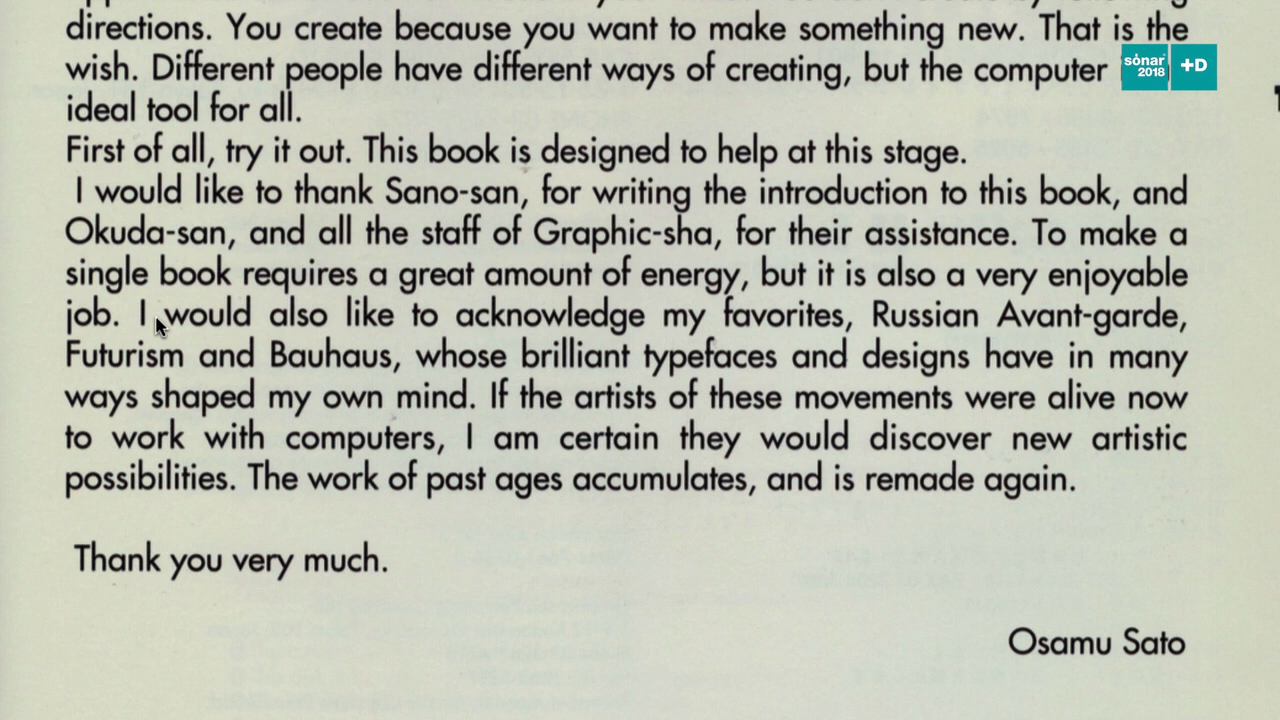 directions. You create because you want to make something new. That is the
wish. Different people have different ways of creating, but the computer
ideal tool for all.
First of all, try it out. This book is designed to help at this stage.
I would like to thank Sano-san, for writing the introduction to this book, and
Okuda-san, and all the staff of Graphic-sha, for their assistance. To make a
single book requires a great amount of energy, but it is also a very enjoyable
job. I would also like to acknowledge my favorites, Russian Avant-garde,
Futurism and Bauhaus, whose brilliant typefaces and designs have in many
ways shaped my own mind. If the artists of these movements were alive now
to work with computers, I am certain they would discover new artistic
possibilities. The work of past ages accumulates, and is remade again.
Thank you very much.
Osamu Sato
sónar
2018
+D